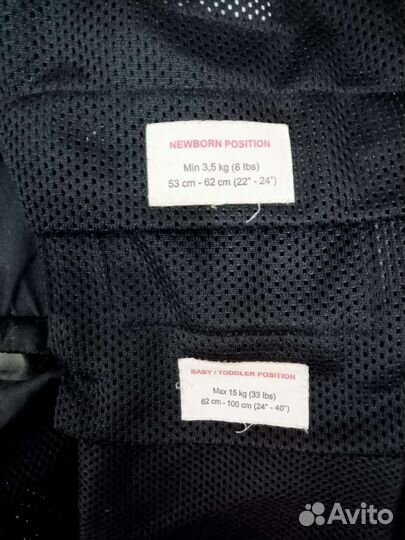 NEWBORN POSITION
Min 3,5 kg (8 lbs)
53 cm - 62 cm (22" - 24")
BABY / TODDLER POSITION
Max 15 kg (33 lbs)
62 cm - 100 cm (24" - 40")
Avito